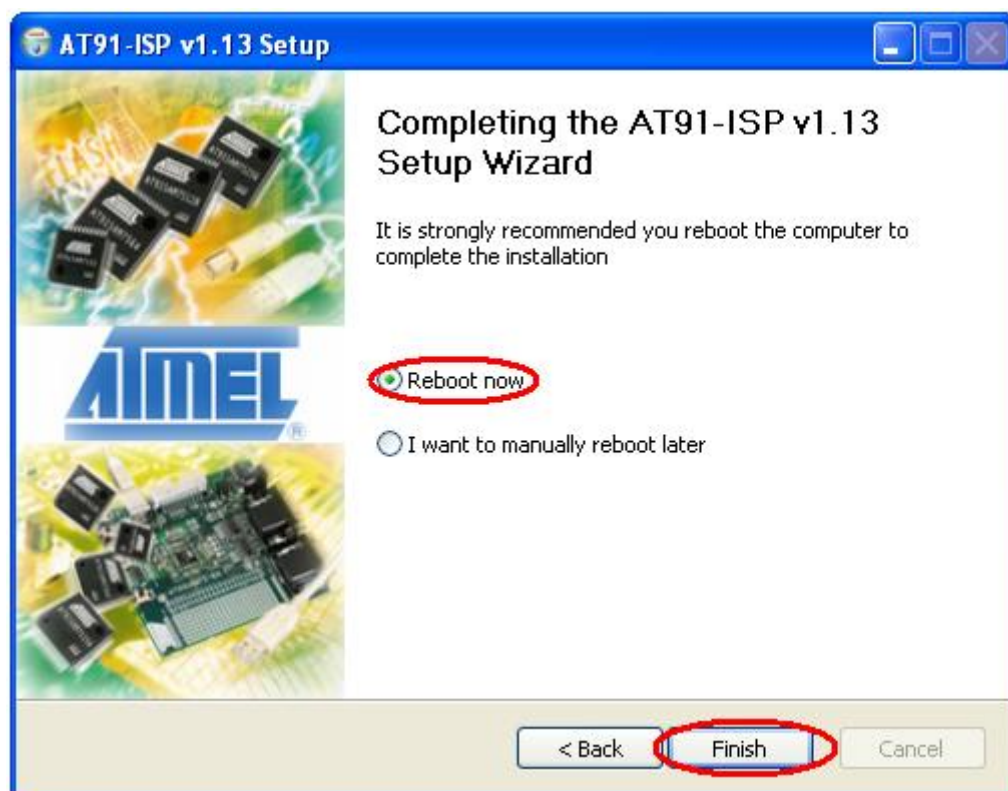 AT91-ISP v1.13 Setup
Completing the AT91-ISP v1.13
Setup Wizard
It is strongly recommended you reboot the computer to
complete the installation
Reboot now
I want to manually reboot later
ATMEL
®
< Back
Finish
Cancel